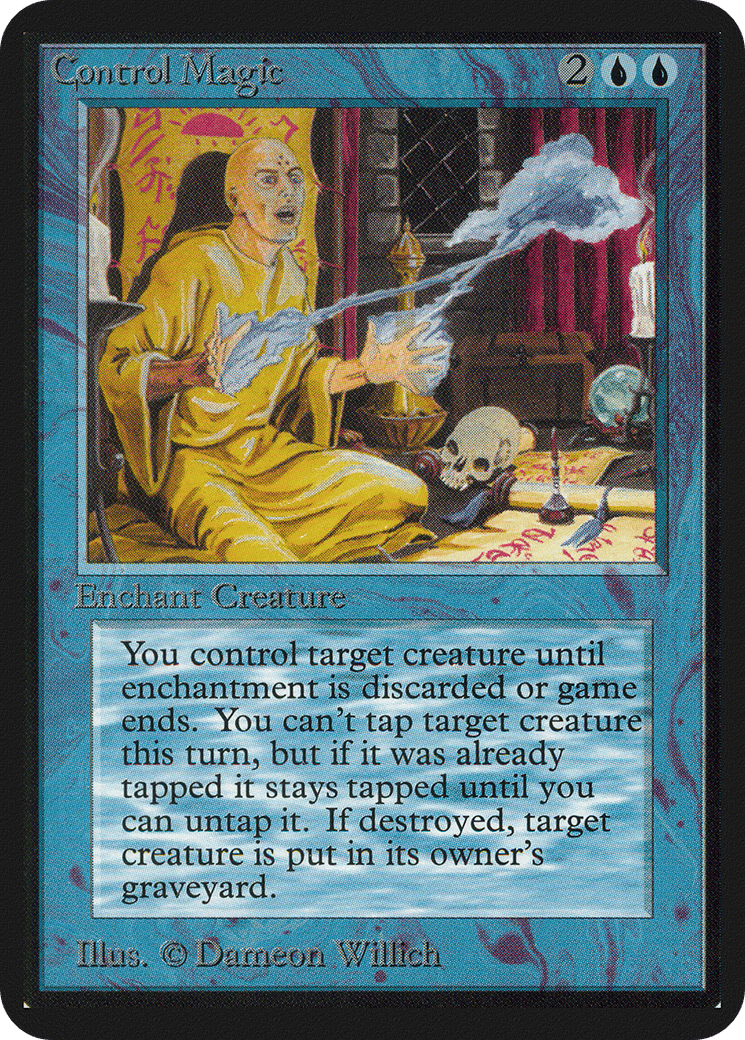 Control Magic 2
Enchant Creature
You control target creature until
enchantment is discarded or game
ends. You can't tap target creature
this turn, but if it was already
tapped it stays tapped until you
can untap it. If destroyed, target
creature is put in its owner's
graveyard.
Illus. © Dameon Willich